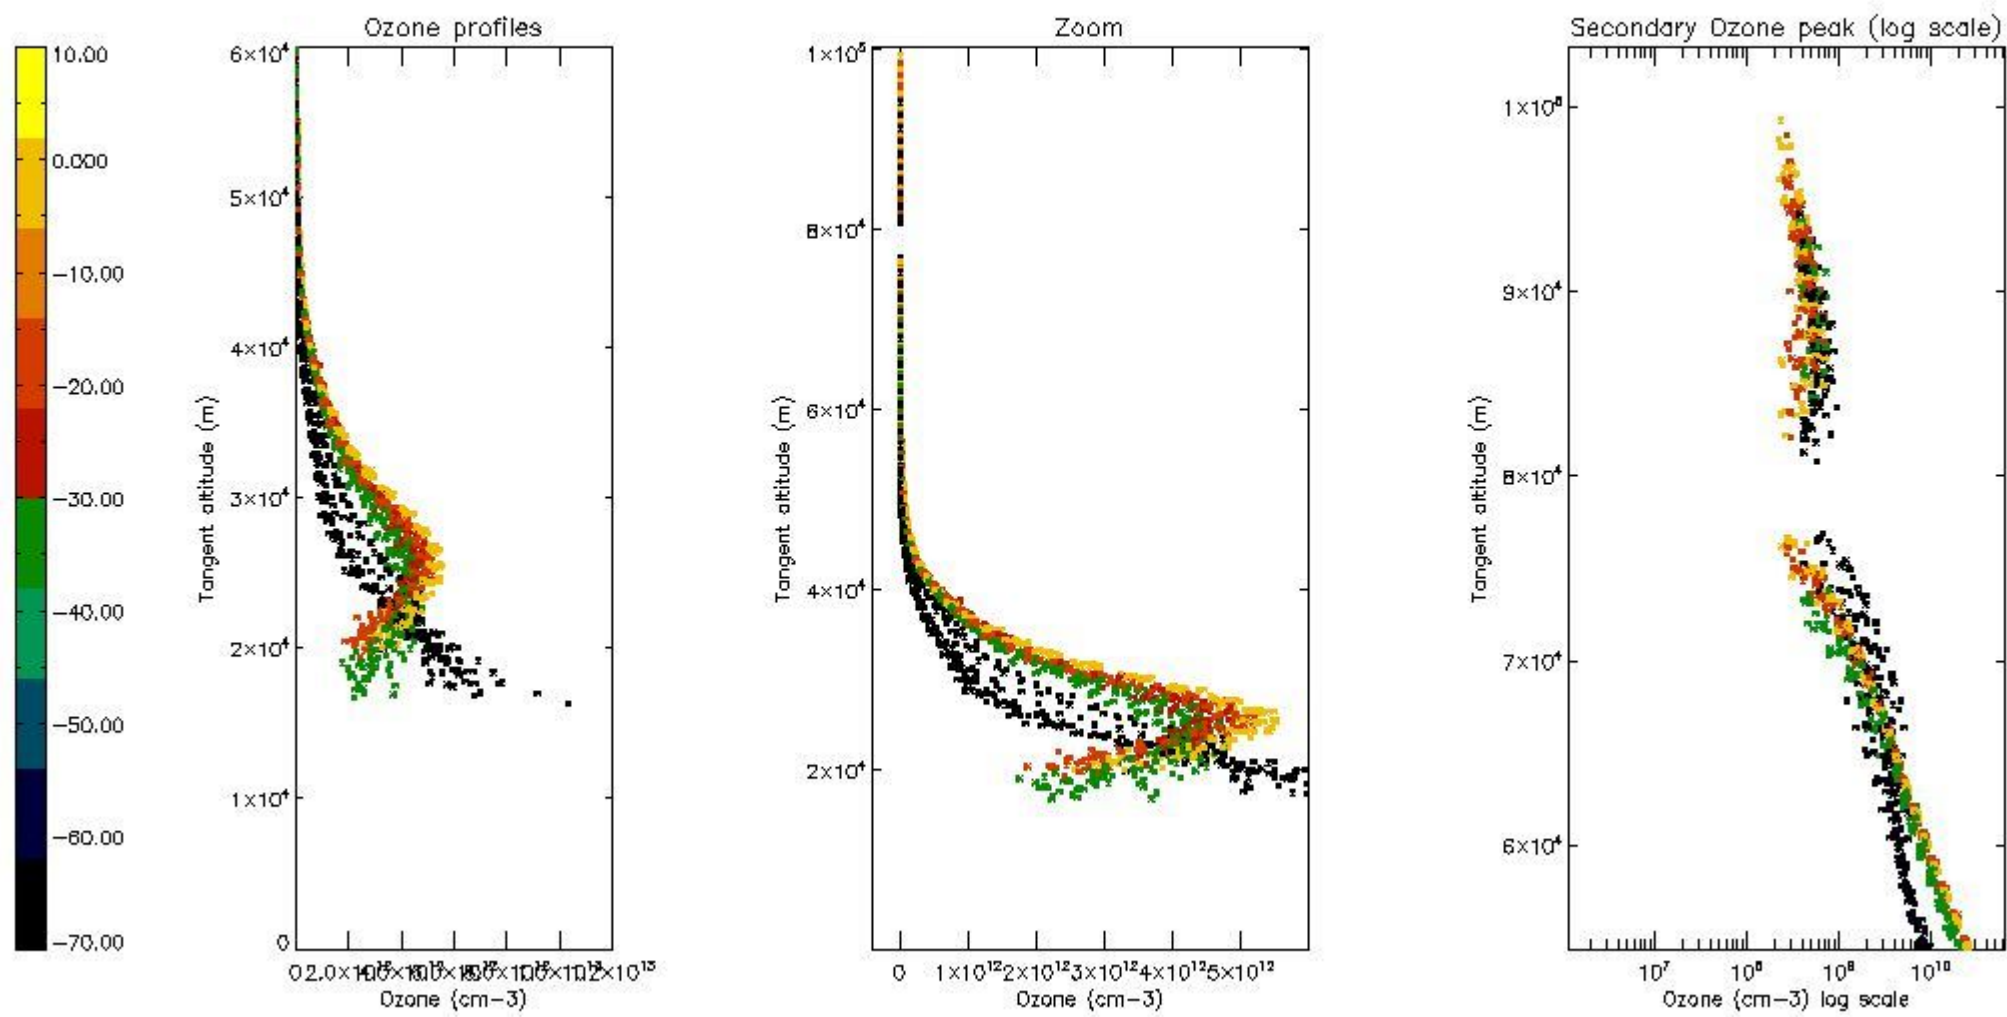 Ozone profiles
Zoom
Secondary Ozone peak (log scale)
10.00
0.000
−10.00
−20.00
−30.00
−40.00
−50.00
−60.00
−70.00
6×10⁴
5×10⁴
4×10⁴
3×10⁴
2×10⁴
1×10⁴
0
Tangent altitude (m)
Ozone (cm−3)
1×10⁵
8×10⁴
6×10⁴
4×10⁴
2×10⁴
Tangent altitude (m)
0 1×10¹² 2×10¹² 3×10¹² 4×10¹² 5×10¹²
Ozone (cm−3)
9×10⁴
8×10⁴
7×10⁴
6×10⁴
Tangent altitude (m)
10⁷ 10⁸ 10⁹ 10¹⁰
Ozone (cm−3) log scale